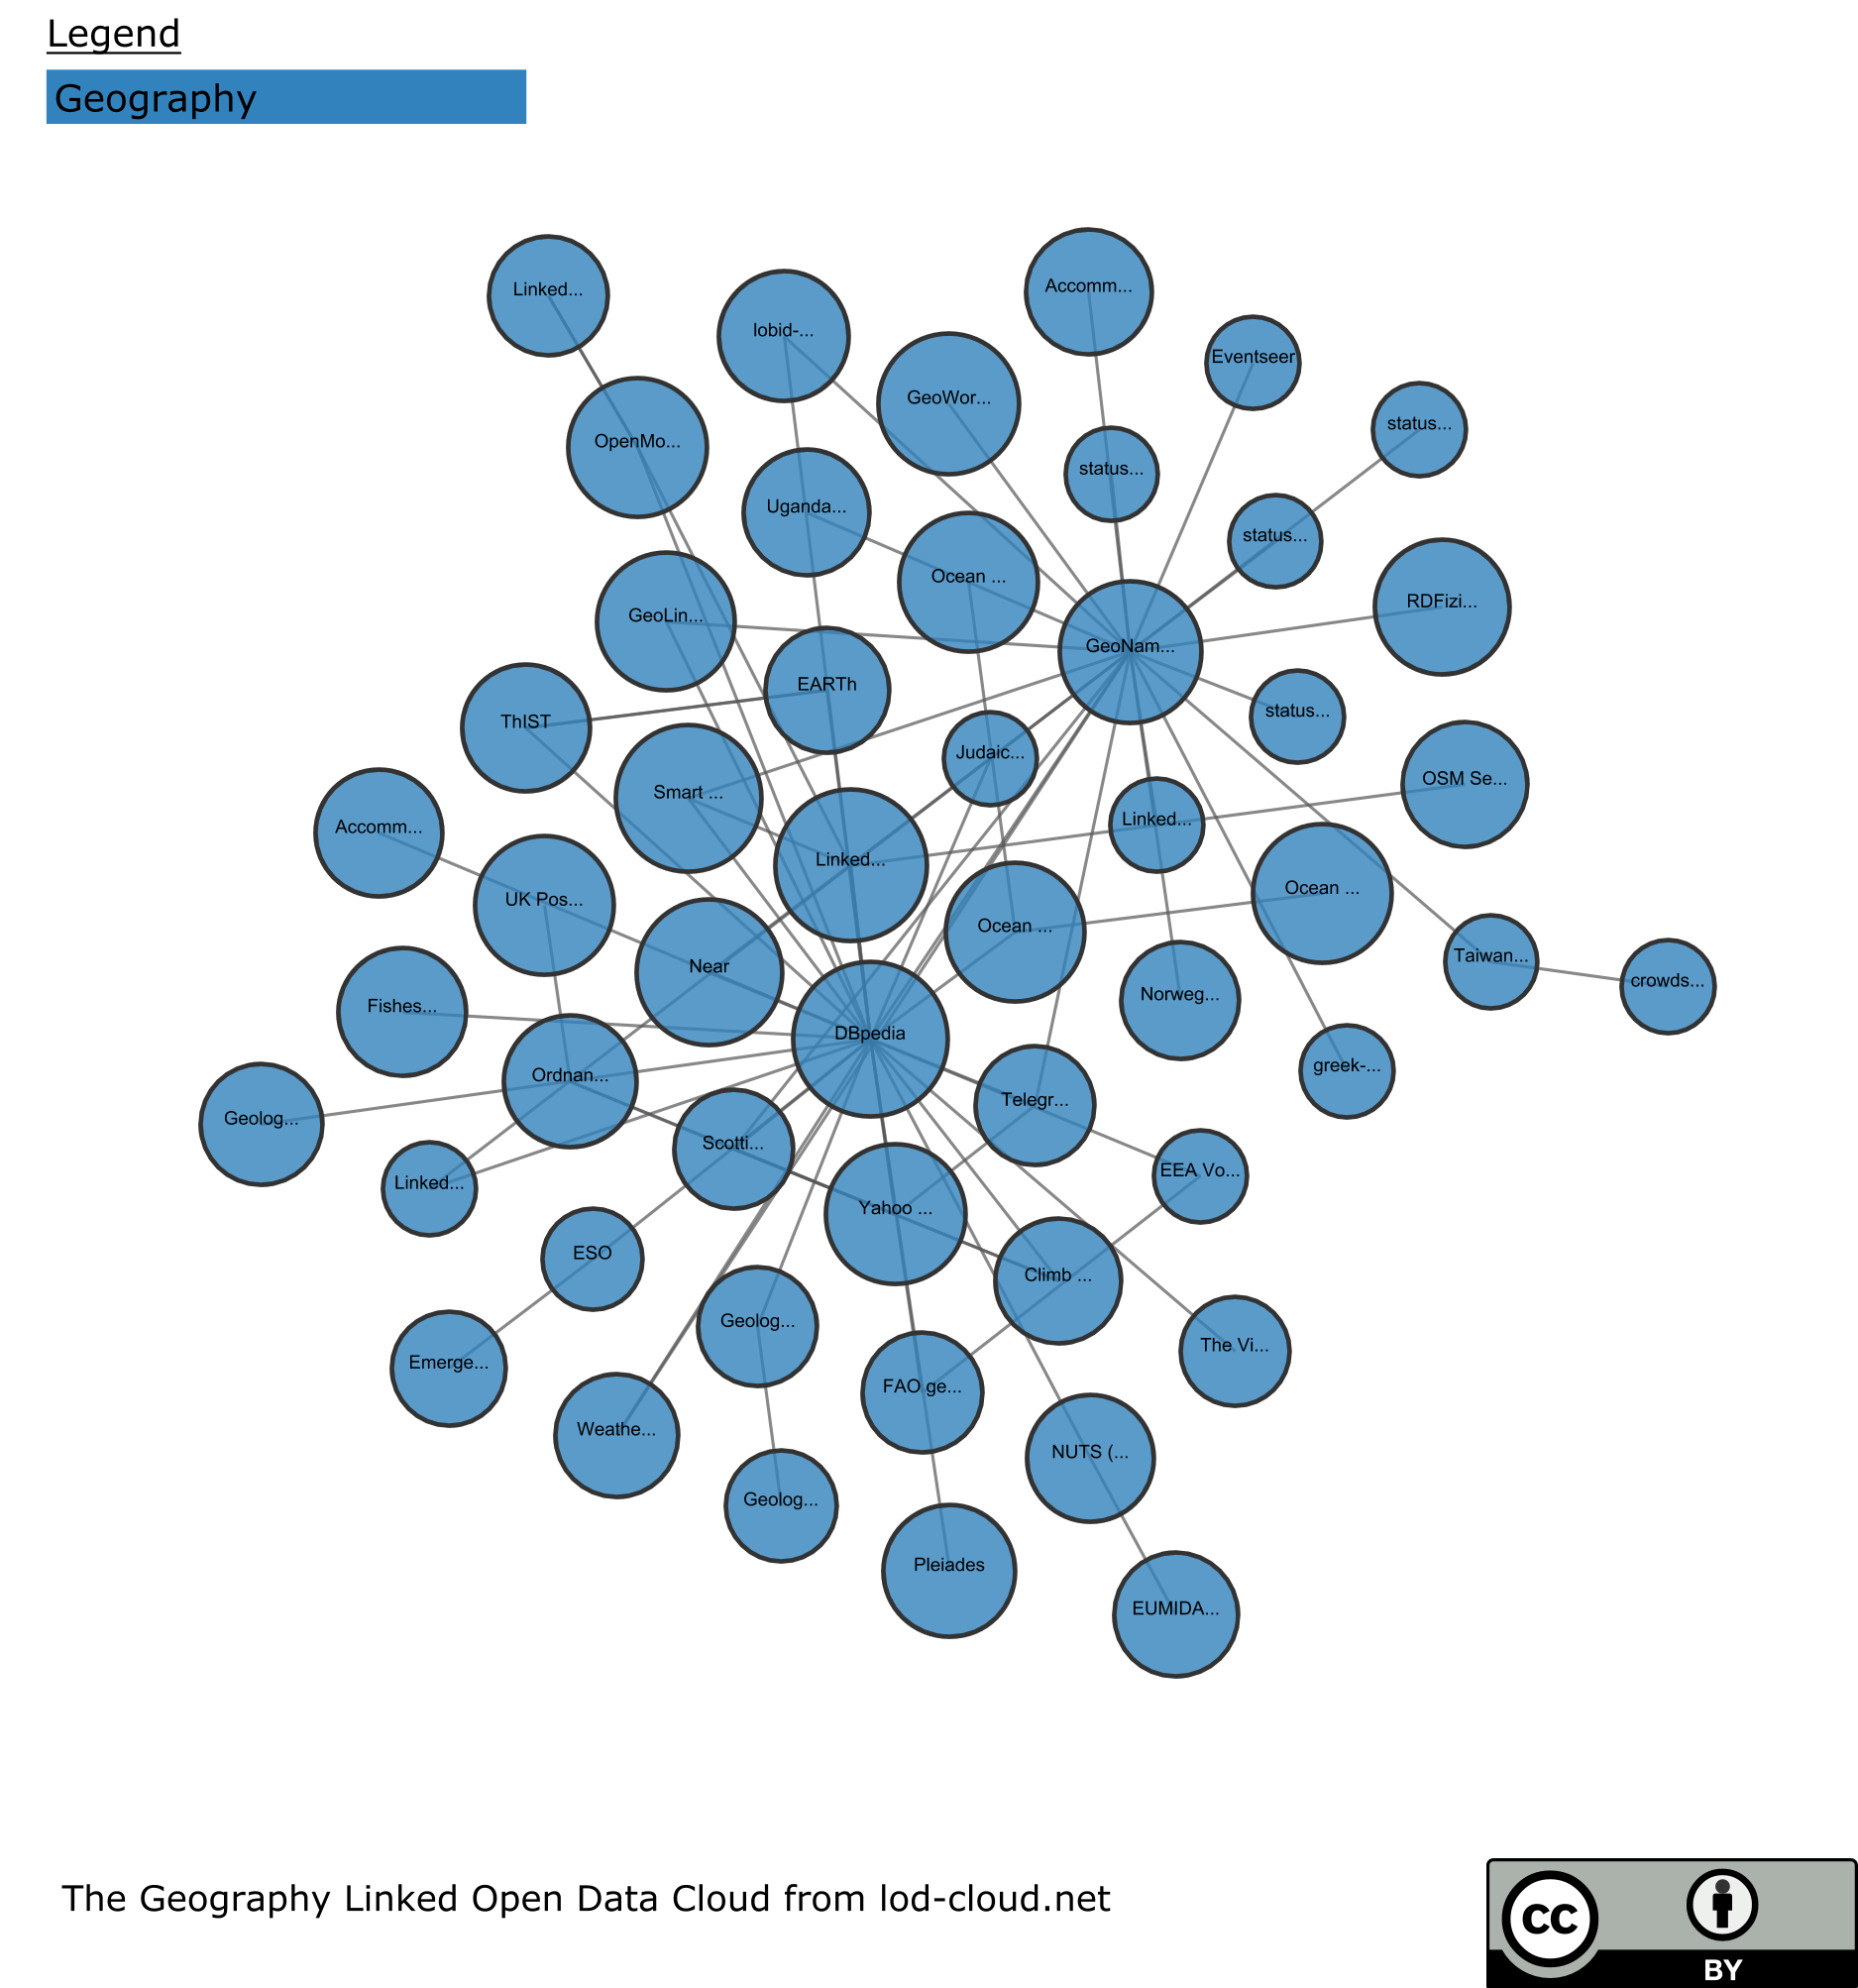 Legend
Geography
Linked...
Accomm...
lobid-...
Eventseer
GeoWor...
status...
OpenMo...
status...
Uganda...
status...
Ocean ...
RDFizi...
GeoLin...
GeoNam...
EARTh
status...
ThIST
Judaic...
OSM Se...
Smart ...
Linked...
Accomm...
Linked...
Ocean ...
UK Pos...
Ocean ...
Taiwan...
Near
crowds...
Norweg...
Fishes...
DBpedia
greek-...
Ordnan...
Telegr...
Geolog...
Scotti...
EEA Vo...
Linked...
Yahoo ...
ESO
Climb ...
Geolog...
The Vi...
Emerge...
FAO ge...
Weathe...
NUTS (...
Geolog...
Pleiades
EUMIDA...
The Geography Linked Open Data Cloud from lod-cloud.net
cc
BY